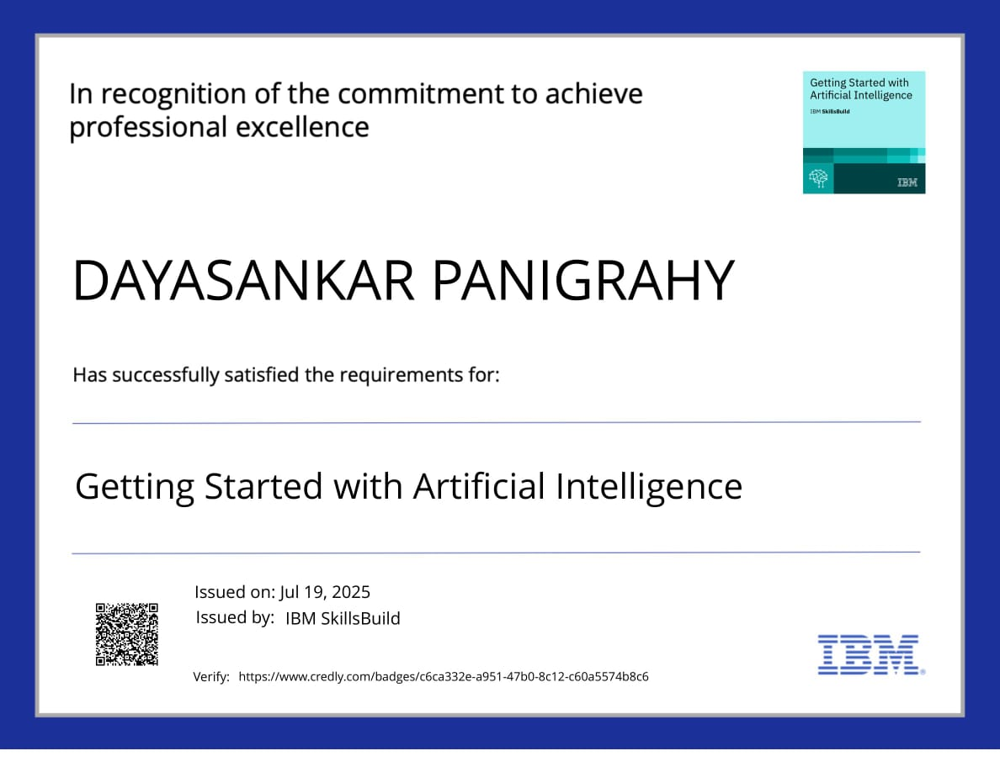 In recognition of the commitment to achieve
professional excellence
Getting Started with
Artificial Intelligence
IBM SkillsBuild
IBM
DAYASANKAR PANIGRAHY
Has successfully satisfied the requirements for:
Getting Started with Artificial Intelligence
Issued on: Jul 19, 2025
Issued by: IBM SkillsBuild
Verify: https://www.credly.com/badges/c6ca332e-a951-47b0-8c12-c60a5574b8c6
IBM®